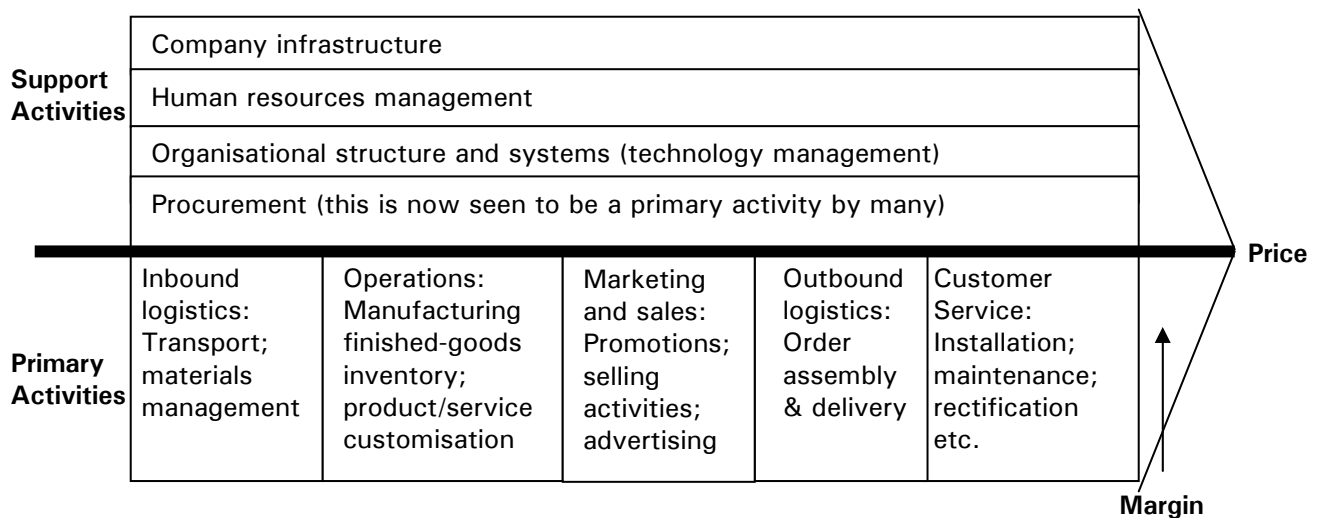 Support
Activities
Company infrastructure
Human resources management
Organisational structure and systems (technology management)
Procurement (this is now seen to be a primary activity by many)
Price
Primary
Activities
Inbound
logistics:
Transport;
materials
management
Operations:
Manufacturing
finished-goods
inventory;
product/service
customisation
Marketing
and sales:
Promotions;
selling
activities;
advertising
Outbound
logistics:
Order
assembly
& delivery
Customer
Service:
Installation;
maintenance;
rectification
etc.
Margin